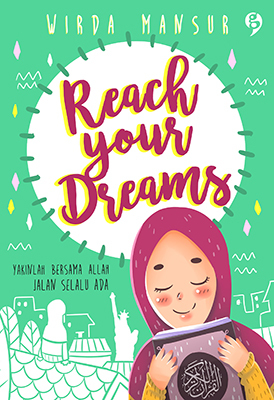 WIRDA MANSUR
Reach
your
Dreams
YAKINLAH BERSAMA ALLAH
JALAN SELALU ADA